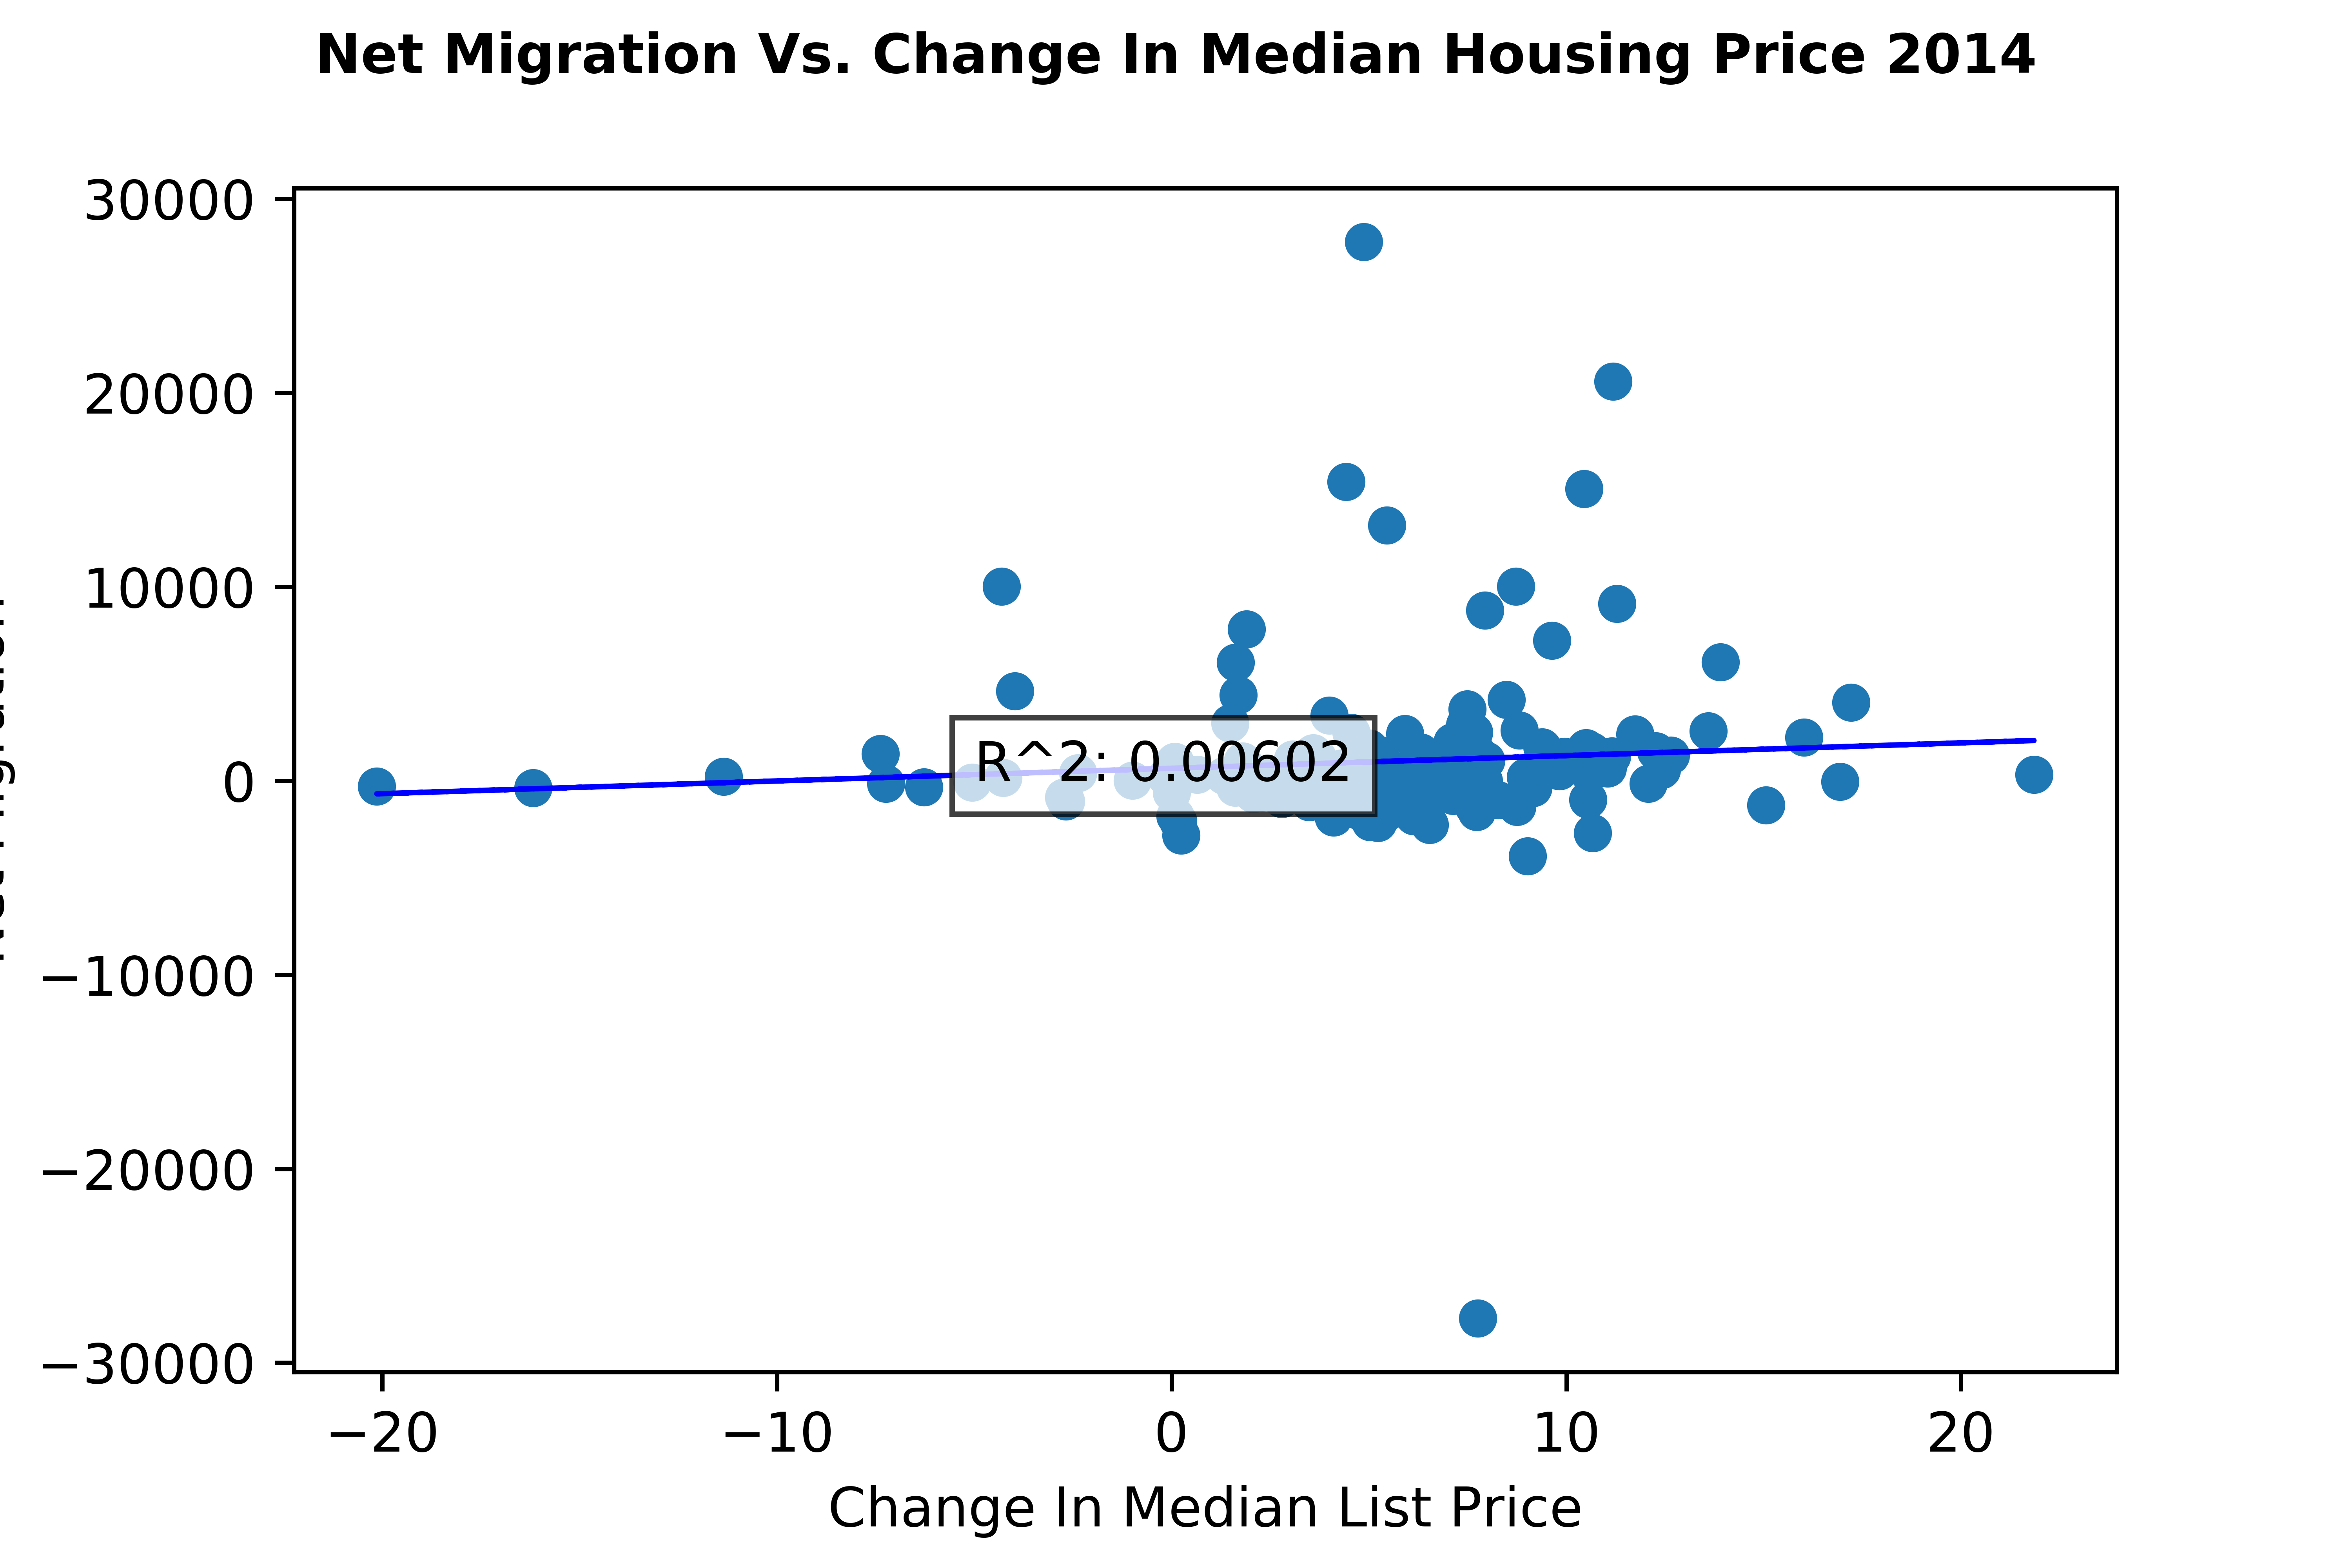 Net Migration Vs. Change In Median Housing Price 2014
30000
20000
10000
0
−10000
−20000
−30000
R^2: 0.00602
−20 −10 0 10 20
Change In Median List Price